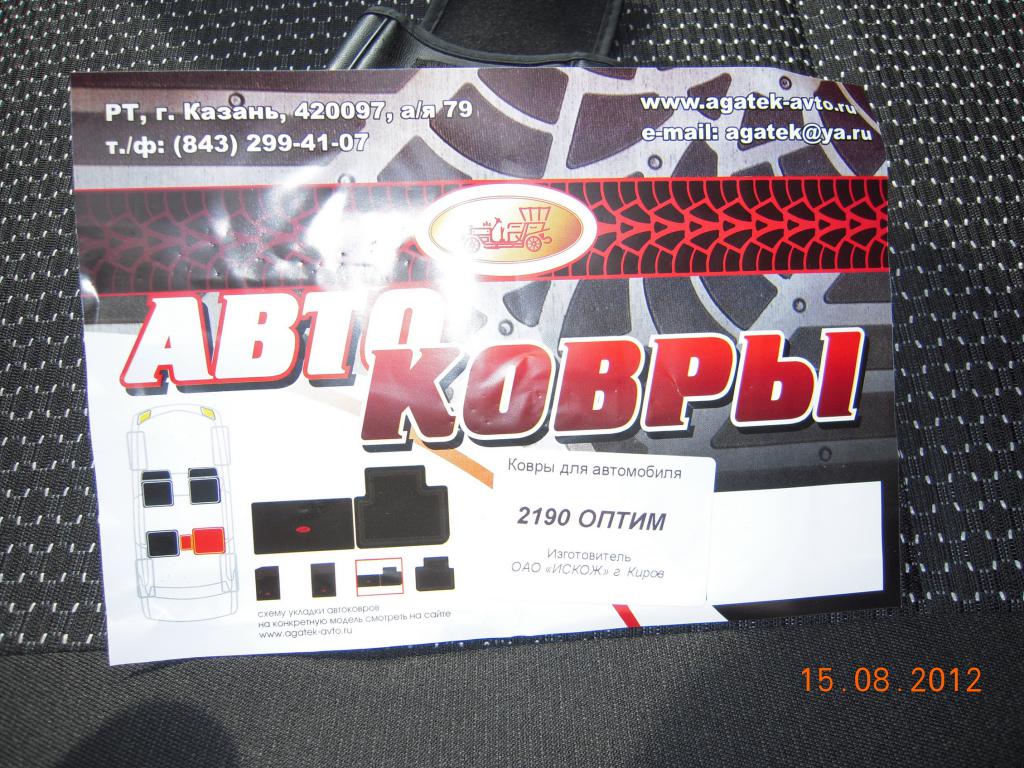 РТ, г. Казань, 420097, а/я 79
т./ф: (843) 299-41-07
www.agatek-avto.ru
e-mail: agatek@ya.ru
АВТО
КОВРЫ
Ковры для автомобиля
2190 ОПТИМ
Изготовитель
ОАО «ИСКОЖ» г. Киров
схему укладки автоковров
на конкретную модель смотреть на сайте
www.agatek-avto.ru
15.08.2012